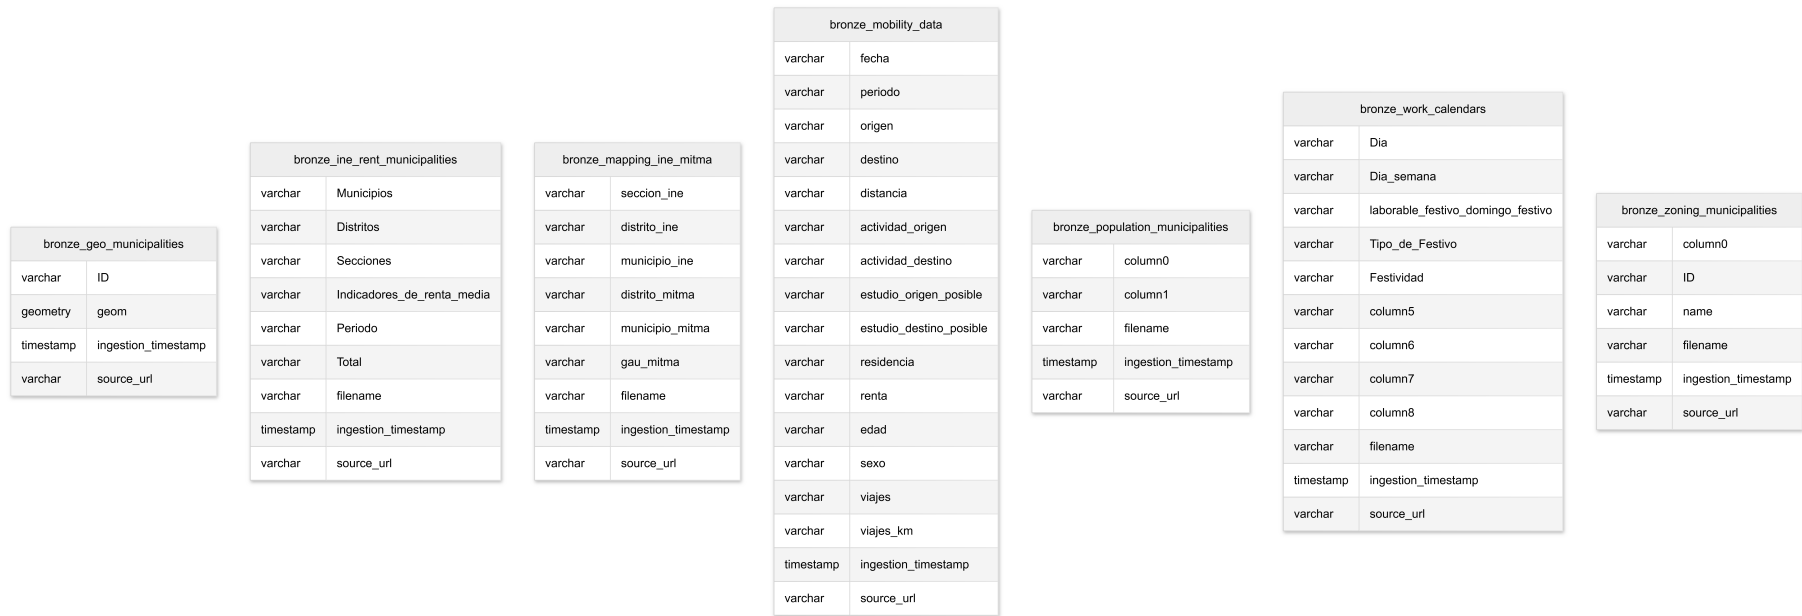 bronze_geo_municipalities
varchar ID
geometry geom
timestamp ingestion_timestamp
varchar source_url
bronze_ine_rent_municipalities
varchar Municipios
varchar Distritos
varchar Secciones
varchar Indicadores_de_renta_media
varchar Periodo
varchar Total
varchar filename
timestamp ingestion_timestamp
varchar source_url
bronze_mapping_ine_mitma
varchar seccion_ine
varchar distrito_ine
varchar municipio_ine
varchar distrito_mitma
varchar municipio_mitma
varchar gau_mitma
varchar filename
timestamp ingestion_timestamp
varchar source_url
bronze_mobility_data
varchar fecha
varchar periodo
varchar origen
varchar destino
varchar distancia
varchar actividad_origen
varchar actividad_destino
varchar estudio_origen_posible
varchar estudio_destino_posible
varchar residencia
varchar renta
varchar edad
varchar sexo
varchar viajes
varchar viajes_km
timestamp ingestion_timestamp
varchar source_url
bronze_population_municipalities
varchar column0
varchar column1
varchar filename
timestamp ingestion_timestamp
varchar source_url
bronze_work_calendars
varchar Dia
varchar Dia_semana
varchar laborable_festivo_domingo_festivo
varchar Tipo_de_Festivo
varchar Festividad
varchar column5
varchar column6
varchar column7
varchar column8
varchar filename
timestamp ingestion_timestamp
varchar source_url
bronze_zoning_municipalities
varchar column0
varchar ID
varchar name
varchar filename
timestamp ingestion_timestamp
varchar source_url